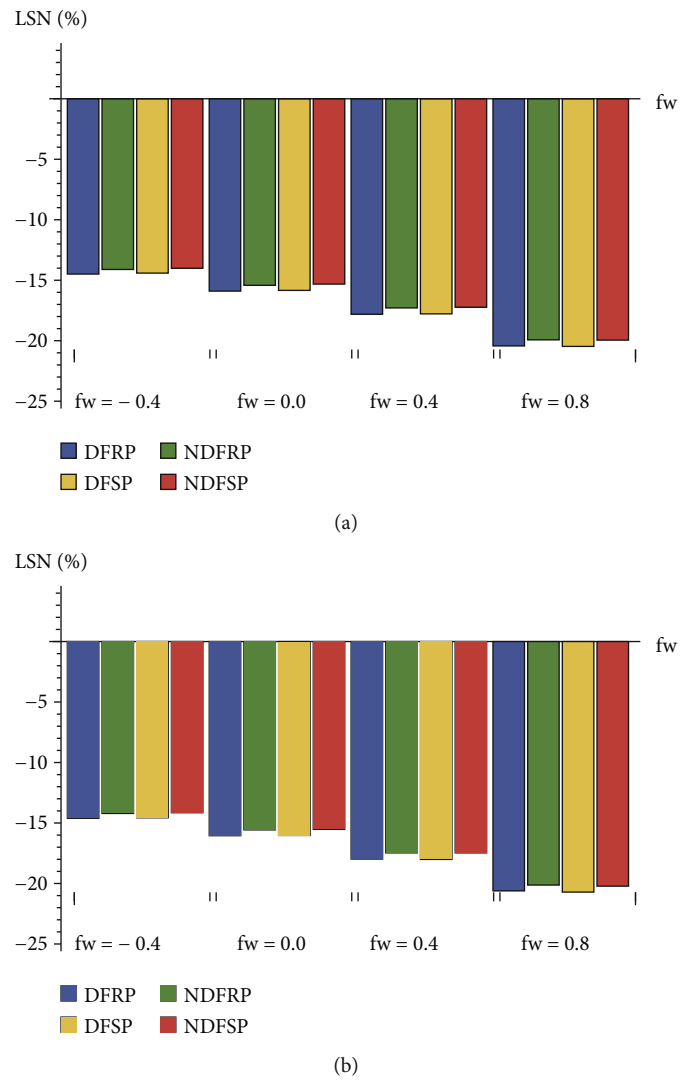 LSN (%)
fw
−5
−10
−15
−20
−25
fw = − 0.4 fw = 0.0 fw = 0.4 fw = 0.8
DFRP NDFRP
DFSP NDFSP
(a)
LSN (%)
fw
−5
−10
−15
−20
−25
fw = − 0.4 fw = 0.0 fw = 0.4 fw = 0.8
DFRP NDFRP
DFSP NDFSP
(b)